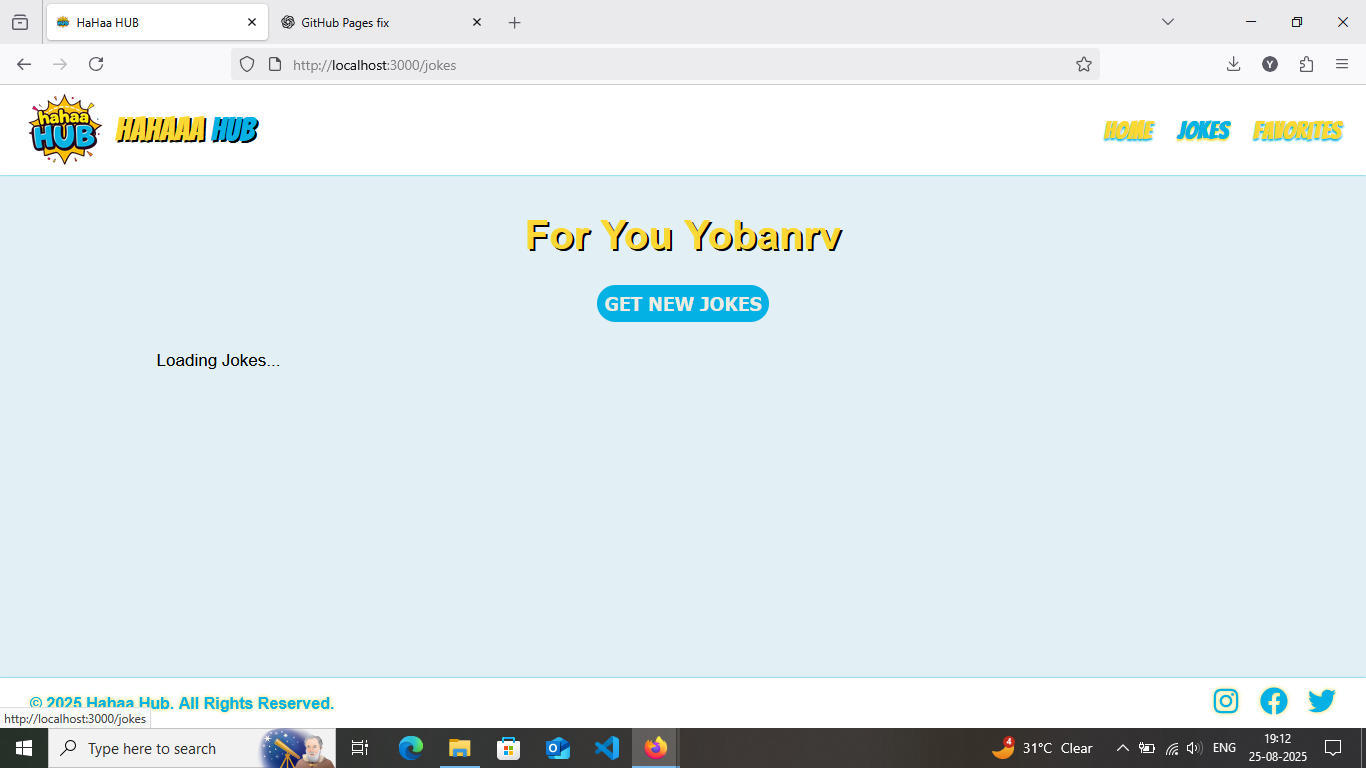 HaHaa HUB
GitHub Pages fix
http://localhost:3000/jokes
Y
hahaa
HUB
HAHAAA HUB
HOME
JOKES
FAVORITES
For You Yobanrv
GET NEW JOKES
Loading Jokes...
© 2025 Hahaa Hub. All Rights Reserved.
http://localhost:3000/jokes
Type here to search
4
31°C Clear
ENG
19:12
25-08-2025